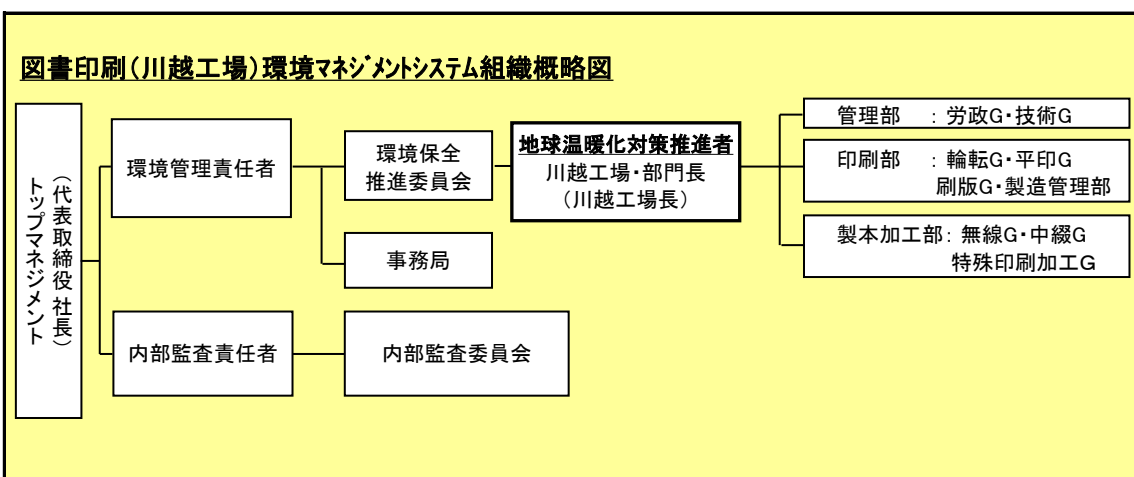 図書印刷(川越工場)環境マネジメントシステム組織概略図
トップマネジメント
(代表取締役 社長)
環境管理責任者
環境保全
推進委員会
事務局
地球温暖化対策推進者
川越工場・部門長
(川越工場長)
管理部 : 労政G・技術G
印刷部 : 輪転G・平印G
刷版G・製造管理部
製本加工部: 無線G・中綴G
特殊印刷加工G
内部監査責任者
内部監査委員会